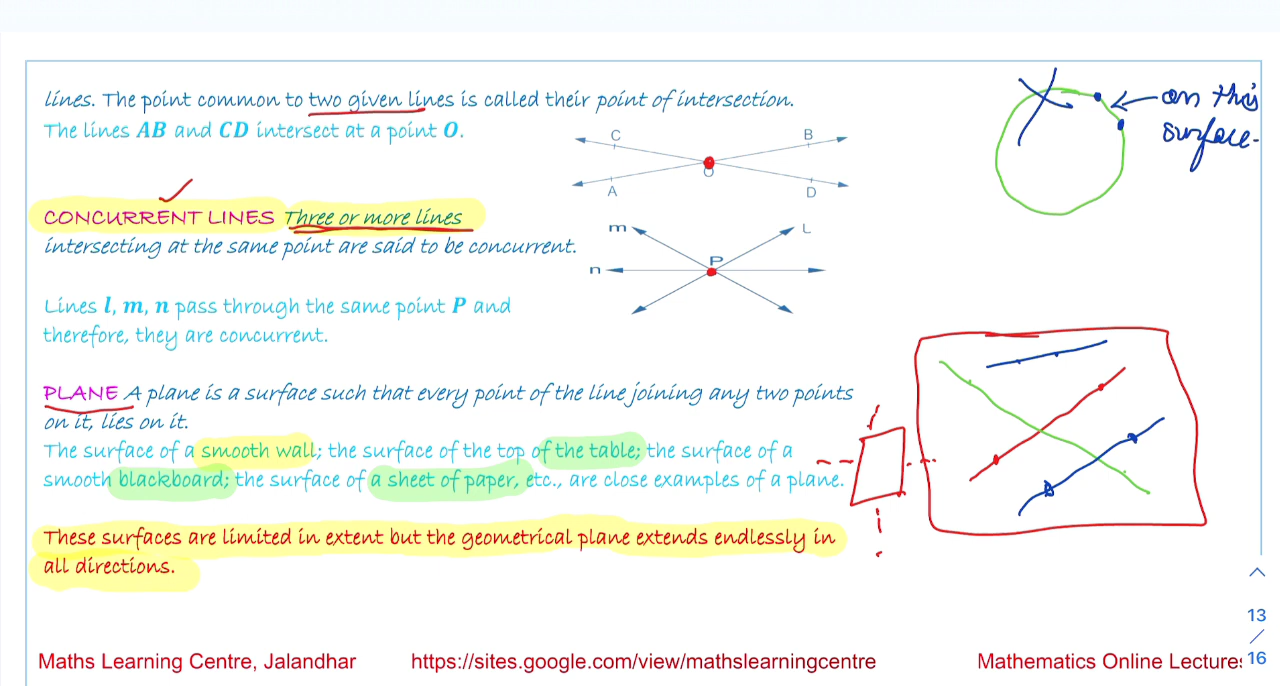 lines. The point common to two given lines is called their point of intersection.
The lines AB and CD intersect at a point O.
C B
O
A D
on this
surface.
CONCURRENT LINES Three or more lines
intersecting at the same point are said to be concurrent.
m L
P
n
Lines l, m, n pass through the same point P and
therefore, they are concurrent.
PLANE A plane is a surface such that every point of the line joining any two points
on it, lies on it.
The surface of a smooth wall; the surface of the top of the table; the surface of a
smooth blackboard; the surface of a sheet of paper, etc., are close examples of a plane.
These surfaces are limited in extent but the geometrical plane extends endlessly in
all directions.
13
/
16
Maths Learning Centre, Jalandhar https://sites.google.com/view/mathslearningcentre Mathematics Online Lectures